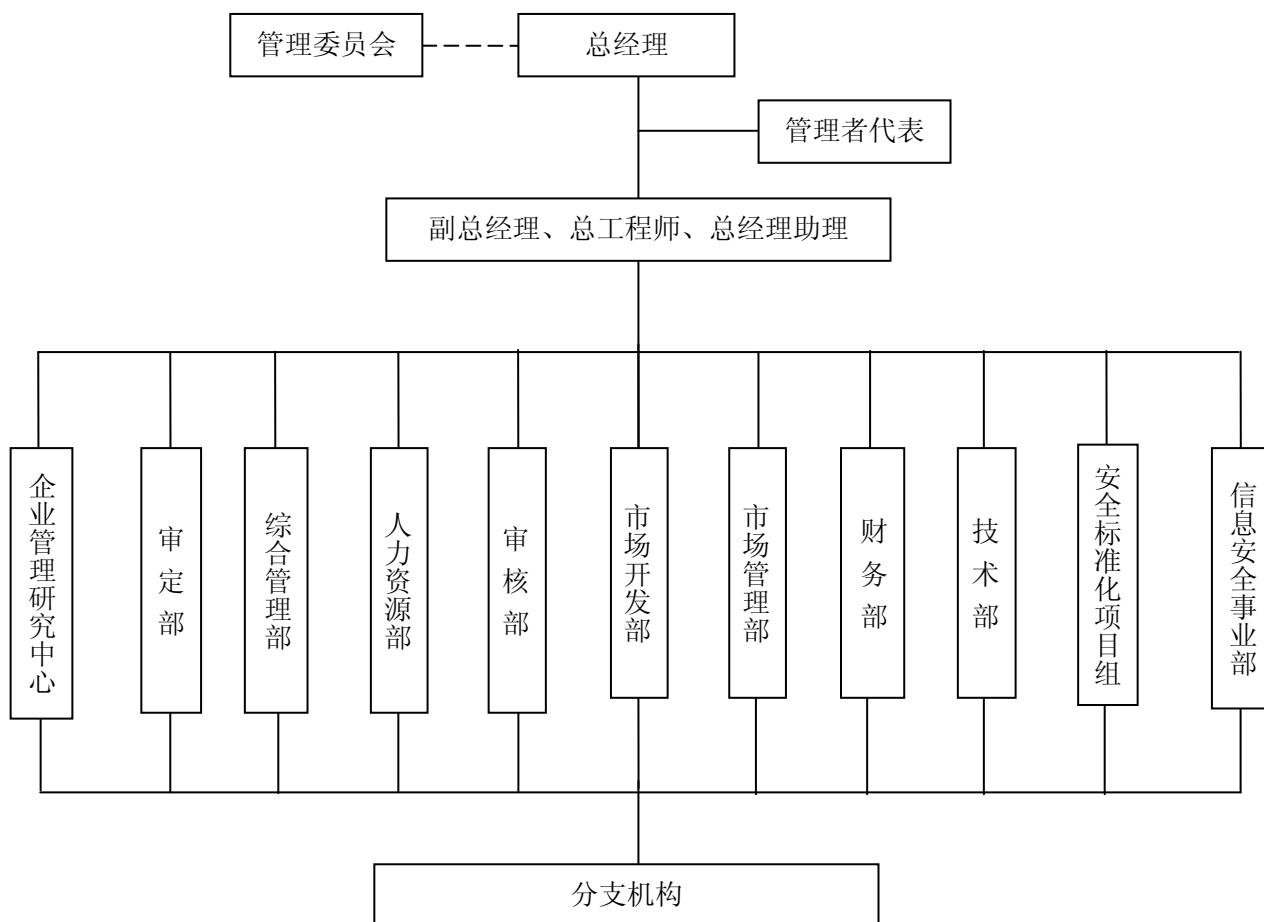 管理委员会
总经理
管理者代表
副总经理、总工程师、总经理助理
企业管理研究中心
审定部
综合管理部
人力资源部
审核部
市场开发部
市场管理部
财务部
技术部
安全标准化项目组
信息安全事业部
分支机构